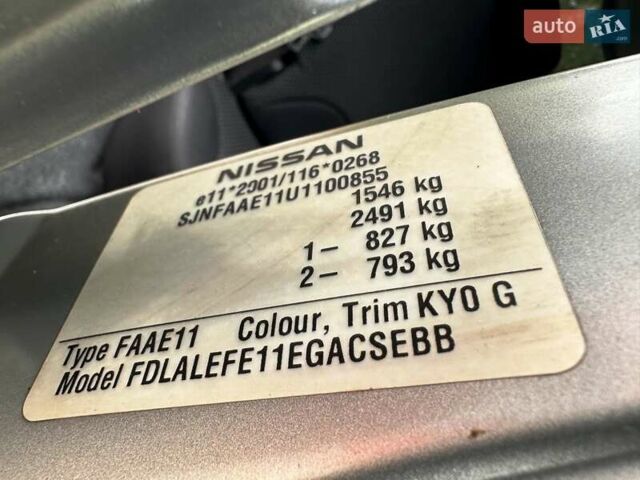 auto RIA.com
NISSAN
e11*2001/116*0268
SJNFAAE11U1100855
1546 kg
2491 kg
1- 827 kg
2- 793 kg
Type FAAE11 Colour, Trim KY0 G
Model FDLALEFE11EGACSEBB